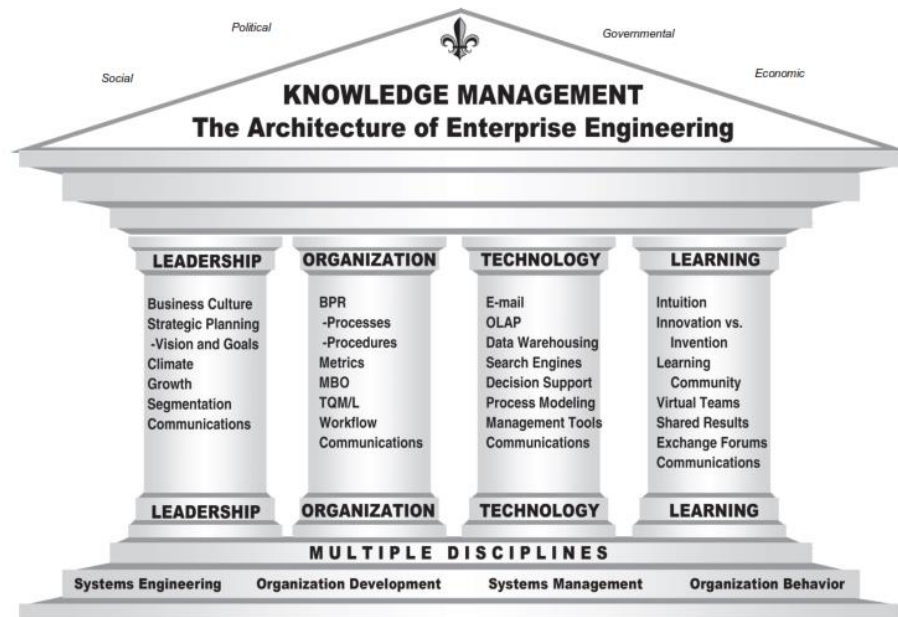 Political
Governmental
Social
Economic
KNOWLEDGE MANAGEMENT
The Architecture of Enterprise Engineering
LEADERSHIP
Business Culture
Strategic Planning
-Vision and Goals
Climate
Growth
Segmentation
Communications
LEADERSHIP
ORGANIZATION
BPR
-Processes
-Procedures
Metrics
MBO
TQM/L
Workflow
Communications
ORGANIZATION
TECHNOLOGY
E-mail
OLAP
Data Warehousing
Search Engines
Decision Support
Process Modeling
Management Tools
Communications
TECHNOLOGY
LEARNING
Intuition
Innovation vs.
Invention
Learning
Community
Virtual Teams
Shared Results
Exchange Forums
Communications
LEARNING
MULTIPLE DISCIPLINES
Systems Engineering Organization Development Systems Management Organization Behavior